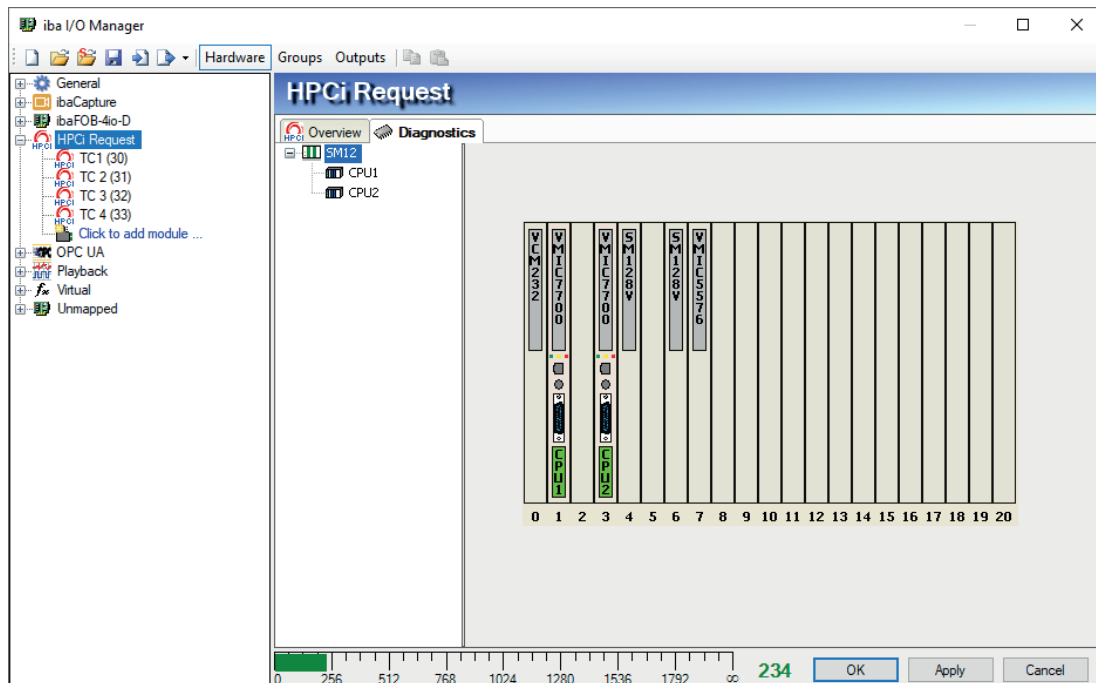 iba I/O Manager
Hardware Groups Outputs
General
ibaCapture
ibaFOB-4io-D
HPCi Request
TC1 (30)
TC 2 (31)
TC 3 (32)
TC 4 (33)
Click to add module ...
OPC UA
Playback
Virtual
Unmapped
HPCi Request
Overview Diagnostics
SM12
CPU1
CPU2
VCM232 VMIC7700 VMIC7700 SM128V SM128V VMIC5576
CPU1 CPU2
0 1 2 3 4 5 6 7 8 9 10 11 12 13 14 15 16 17 18 19 20
0 256 512 768 1024 1280 1536 1792 ∞ 234 OK Apply Cancel